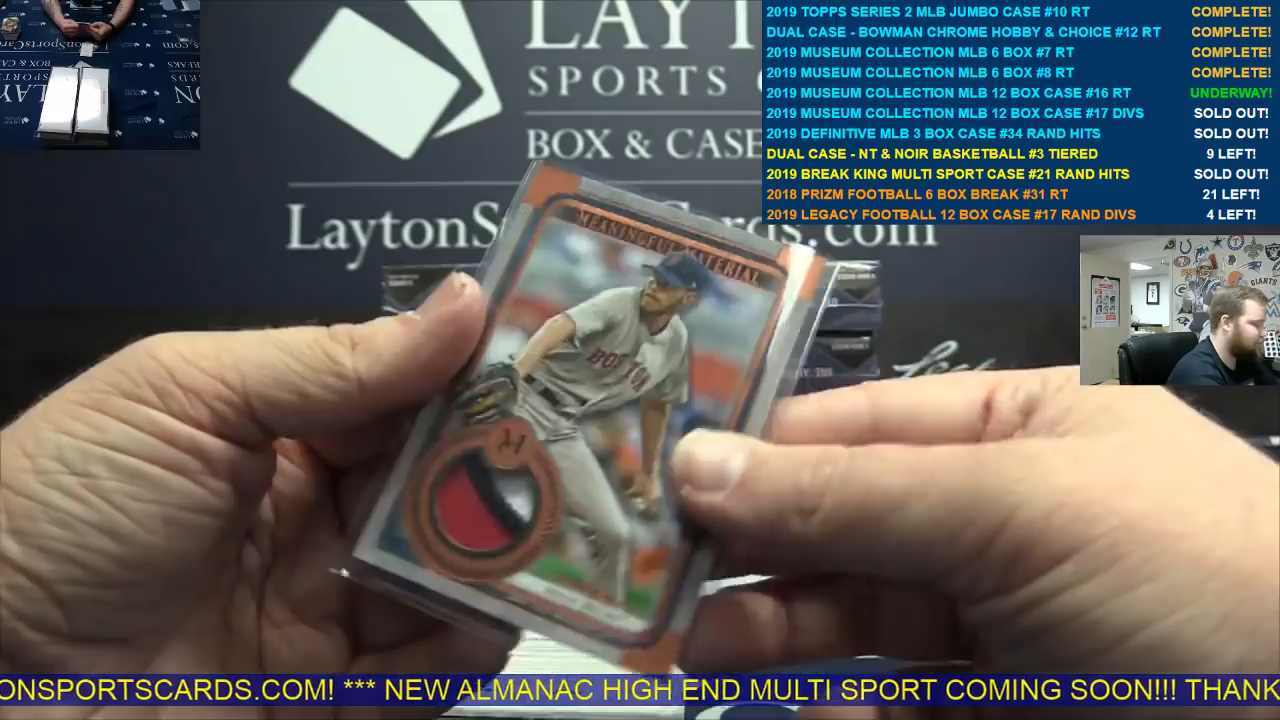 LAYT
SPORTS
BOX & CASE
LaytonS
Cards.com
2019 TOPPS SERIES 2 MLB JUMBO CASE #10 RT COMPLETE!
DUAL CASE - BOWMAN CHROME HOBBY & CHOICE #12 RT COMPLETE!
2019 MUSEUM COLLECTION MLB 6 BOX #7 RT COMPLETE!
2019 MUSEUM COLLECTION MLB 6 BOX #8 RT COMPLETE!
2019 MUSEUM COLLECTION MLB 12 BOX CASE #16 RT UNDERWAY!
2019 MUSEUM COLLECTION MLB 12 BOX CASE #17 DIVS SOLD OUT!
2019 DEFINITIVE MLB 3 BOX CASE #34 RAND HITS SOLD OUT!
DUAL CASE - NT & NOIR BASKETBALL #3 TIERED 9 LEFT!
2019 BREAK KING MULTI SPORT CASE #21 RAND HITS SOLD OUT!
2018 PRIZM FOOTBALL 6 BOX BREAK #31 RT 21 LEFT!
2019 LEGACY FOOTBALL 12 BOX CASE #17 RAND DIVS 4 LEFT!
MEANINGFUL MATERIAL
BOSTON
GIANTS
ONSPORTSCARDS.COM! *** NEW ALMANAC HIGH END MULTI SPORT COMING SOON!!! THANK